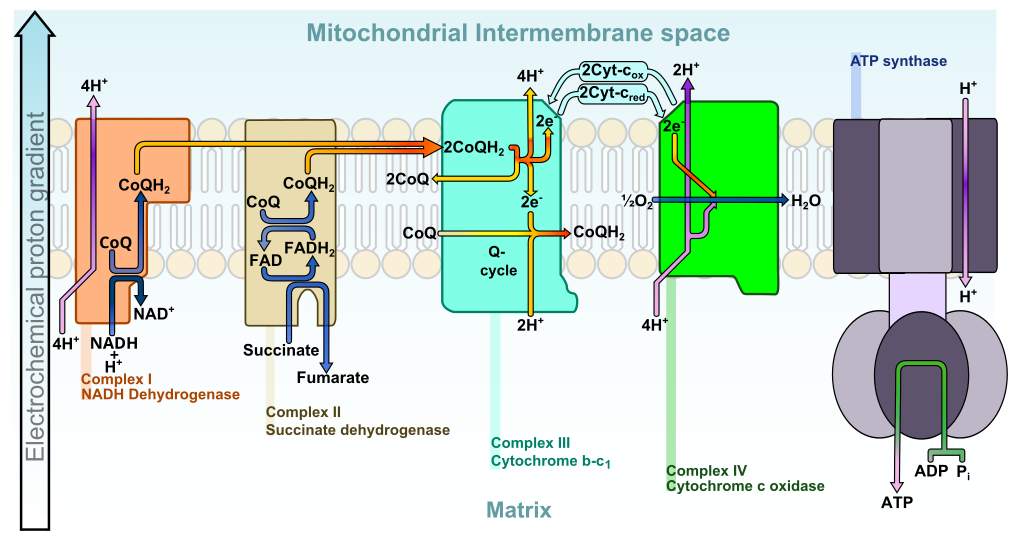 Mitochondrial Intermembrane space
Electrochemical proton gradient
4H⁺
CoQH₂
CoQ
NAD⁺
4H⁺
NADH
+
H⁺
Complex I
NADH Dehydrogenase
CoQH₂
CoQ
FADH₂
FAD
Succinate
Fumarate
Complex II
Succinate dehydrogenase
4H⁺
2Cyt-cₒₓ
2Cyt-c_red
2e⁻
2CoQH₂
2CoQ
2e⁻
CoQ
CoQH₂
Q-
cycle
2H⁺
Complex III
Cytochrome b-c₁
2H⁺
2e⁻
½O₂
H₂O
4H⁺
Complex IV
Cytochrome c oxidase
ATP synthase
H⁺
H⁺
ADP
Pᵢ
ATP
Matrix